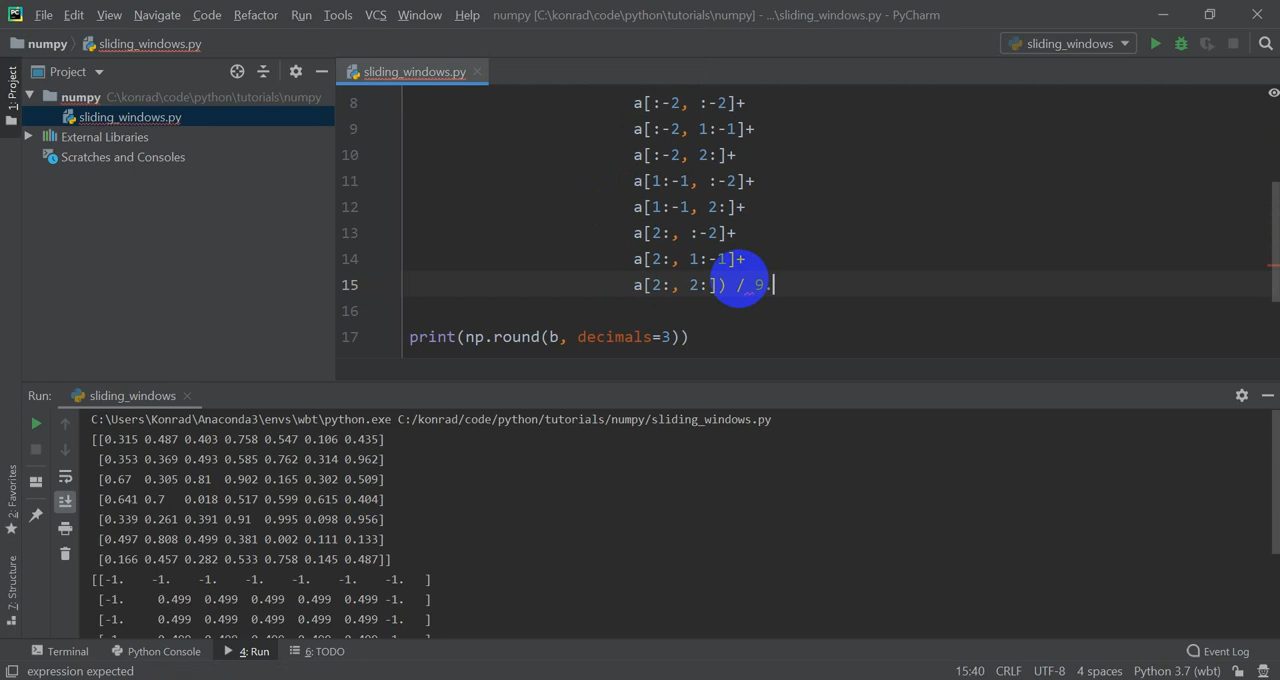 File Edit View Navigate Code Refactor Run Tools VCS Window Help numpy [C:\konrad\code\python\tutorials\numpy] - ...\sliding_windows.py - PyCharm
numpy sliding_windows.py sliding_windows
1: Project
Project sliding_windows.py
numpy C:\konrad\code\python\tutorials\numpy
sliding_windows.py
External Libraries
Scratches and Consoles
8 a[:-2, :-2]+
9 a[:-2, 1:-1]+
10 a[:-2, 2:]+
11 a[1:-1, :-2]+
12 a[1:-1, 2:]+
13 a[2:, :-2]+
14 a[2:, 1:-1]+
15 a[2:, 2:]) / 9.
16
17 print(np.round(b, decimals=3))
Run: sliding_windows
C:\Users\Konrad\Anaconda3\envs\wbt\python.exe C:/konrad/code/python/tutorials/numpy/sliding_windows.py
[[0.315 0.487 0.403 0.758 0.547 0.106 0.435]
[0.353 0.369 0.493 0.585 0.762 0.314 0.962]
[0.67 0.305 0.81 0.902 0.165 0.302 0.509]
[0.641 0.7 0.018 0.517 0.599 0.615 0.404]
[0.339 0.261 0.391 0.91 0.995 0.098 0.956]
[0.497 0.808 0.499 0.381 0.002 0.111 0.133]
[0.166 0.457 0.282 0.533 0.758 0.145 0.487]]
[[-1. -1. -1. -1. -1. -1. -1. ]
[-1. 0.499 0.499 0.499 0.499 0.499 -1. ]
[-1. 0.499 0.499 0.499 0.499 0.499 -1. ]
2: Favorites
7: Structure
Terminal Python Console 4: Run 6: TODO Event Log
expression expected 15:40 CRLF UTF-8 4 spaces Python 3.7 (wbt)